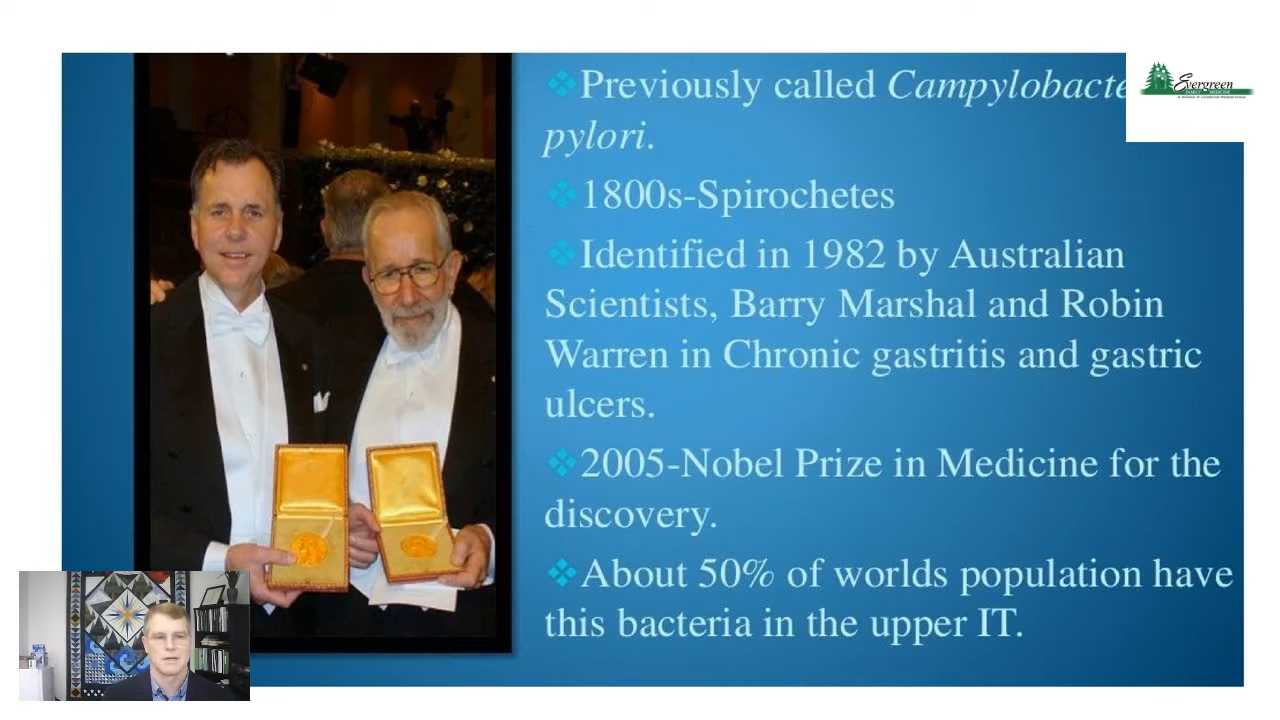 Previously called Campylobacte
pylori.
1800s-Spirochetes
Identified in 1982 by Australian
Scientists, Barry Marshal and Robin
Warren in Chronic gastritis and gastric
ulcers.
2005-Nobel Prize in Medicine for the
discovery.
About 50% of worlds population have
this bacteria in the upper IT.
Evergreen
FAMILY MEDICINE